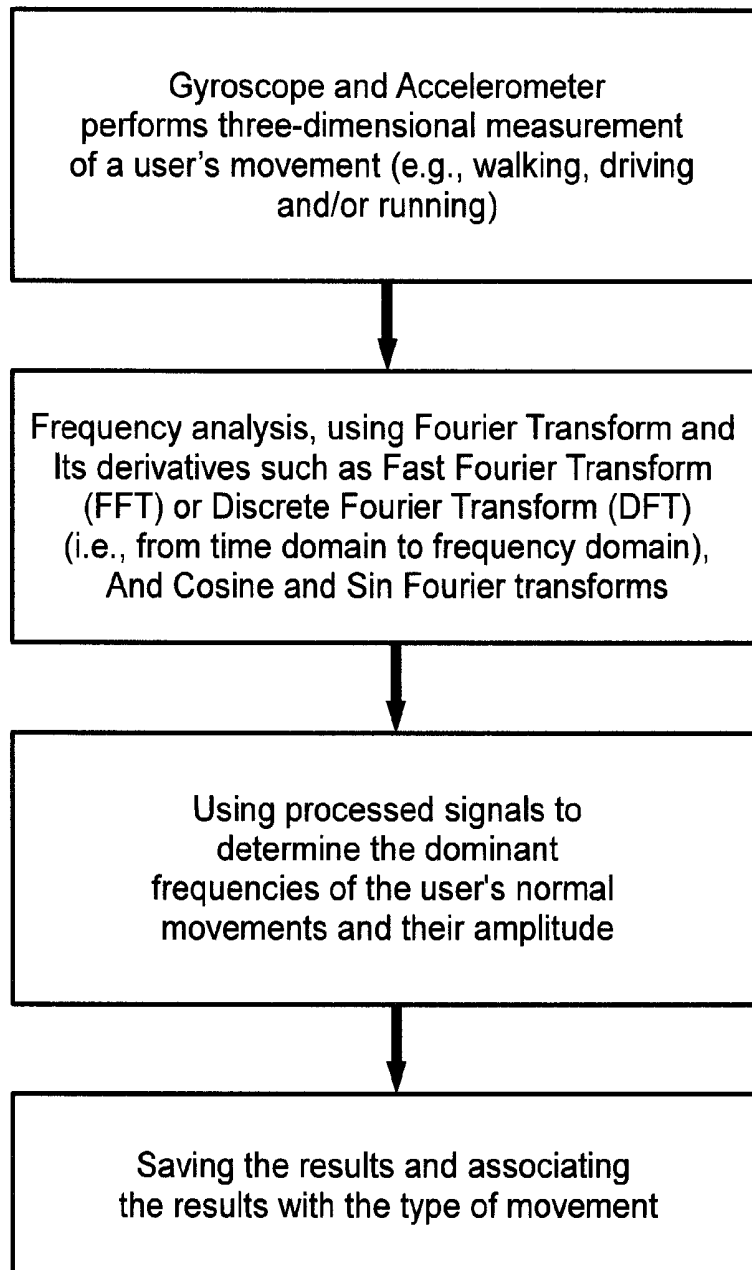 Gyroscope and Accelerometer
performs three-dimensional measurement
of a user's movement (e.g., walking, driving
and/or running)
Frequency analysis, using Fourier Transform and
Its derivatives such as Fast Fourier Transform
(FFT) or Discrete Fourier Transform (DFT)
(i.e., from time domain to frequency domain),
And Cosine and Sin Fourier transforms
Using processed signals to
determine the dominant
frequencies of the user's normal
movements and their amplitude
Saving the results and associating
the results with the type of movement